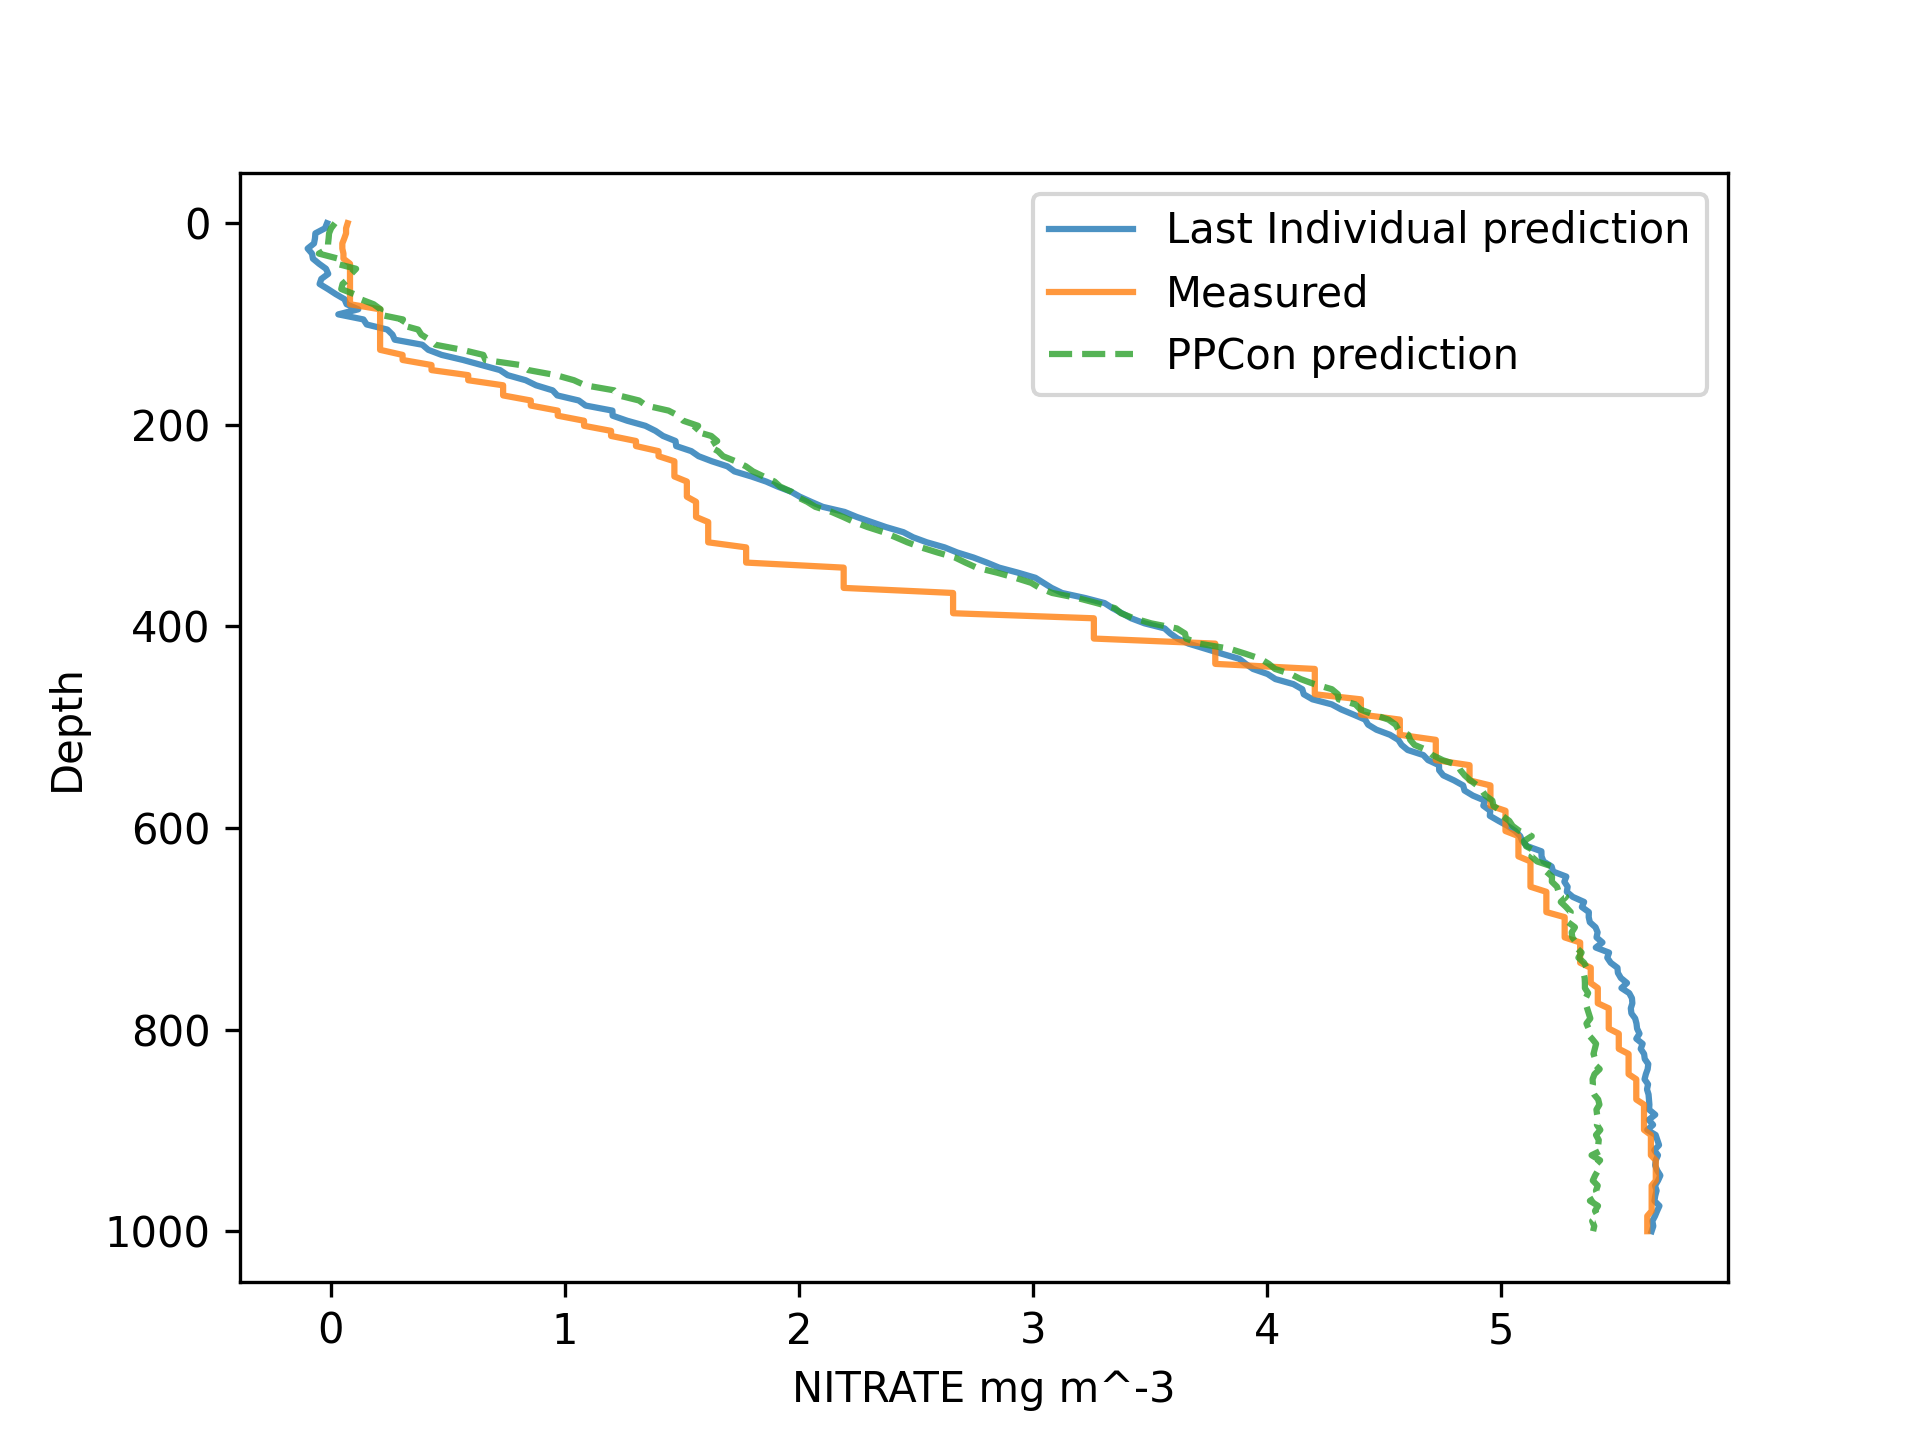 Last Individual prediction
Measured
PPCon prediction
0
200
400
600
800
1000
Depth
0 1 2 3 4 5
NITRATE mg m^-3